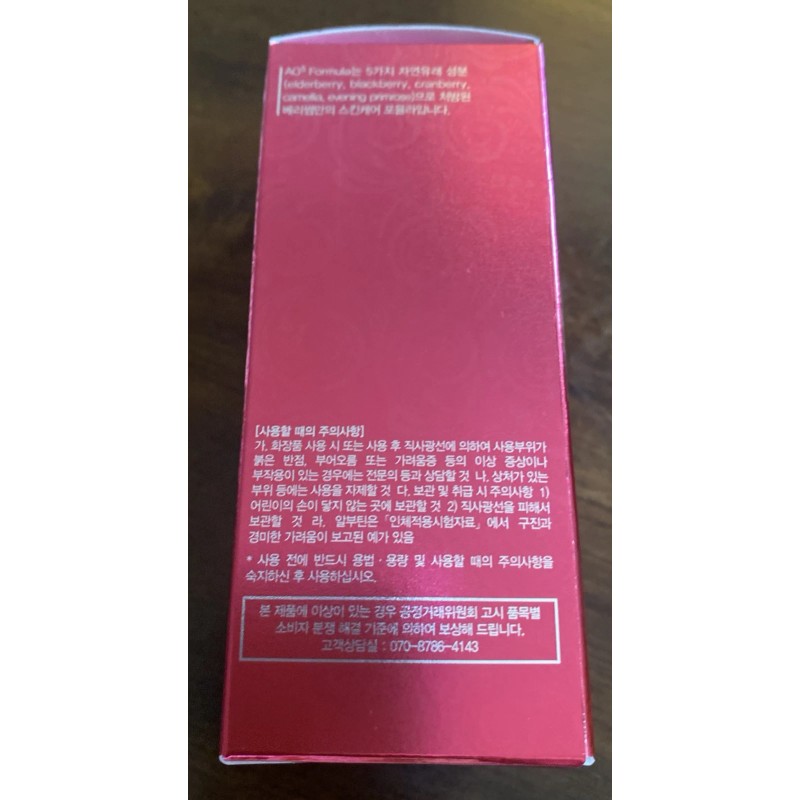 AO⁵ Formula는 5가지 자연유래 성분
(elderberry, blackberry, cranberry,
camellia, evening primrose)으로 처방된
베리썸만의 스킨케어 포뮬라입니다.
[사용할 때의 주의사항]
가. 화장품 사용 시 또는 사용 후 직사광선에 의하여 사용부위가
붉은 반점, 부어오름 또는 가려움증 등의 이상 증상이나
부작용이 있는 경우에는 전문의 등과 상담할 것 나. 상처가 있는
부위 등에는 사용을 자제할 것 다. 보관 및 취급 시 주의사항 1)
어린이의 손이 닿지 않는 곳에 보관할 것 2) 직사광선을 피해서
보관할 것 라. 알부틴은 「인체적용시험자료」에서 구진과
경미한 가려움이 보고된 예가 있음
* 사용 전에 반드시 용법·용량 및 사용할 때의 주의사항을
숙지하신 후 사용하십시오.
본 제품에 이상이 있는 경우 공정거래위원회 고시 품목별
소비자 분쟁 해결 기준에 의하여 보상해 드립니다.
고객상담실 : 070-8786-4143